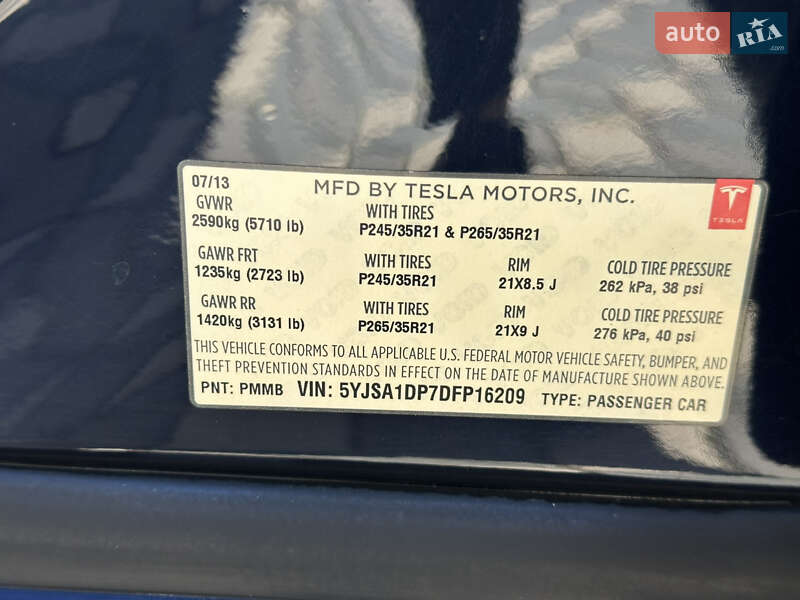 auto RIA.com
07/13 MFD BY TESLA MOTORS, INC.
GVWR WITH TIRES TESLA
2590kg (5710 lb) P245/35R21 & P265/35R21
GAWR FRT WITH TIRES RIM COLD TIRE PRESSURE
1235kg (2723 lb) P245/35R21 21X8.5 J 262 kPa, 38 psi
GAWR RR WITH TIRES RIM COLD TIRE PRESSURE
1420kg (3131 lb) P265/35R21 21X9 J 276 kPa, 40 psi
THIS VEHICLE CONFORMS TO ALL APPLICABLE U.S. FEDERAL MOTOR VEHICLE SAFETY, BUMPER, AND
THEFT PREVENTION STANDARDS IN EFFECT ON THE DATE OF MANUFACTURE SHOWN ABOVE.
PNT: PMMB VIN: 5YJSA1DP7DFP16209 TYPE: PASSENGER CAR